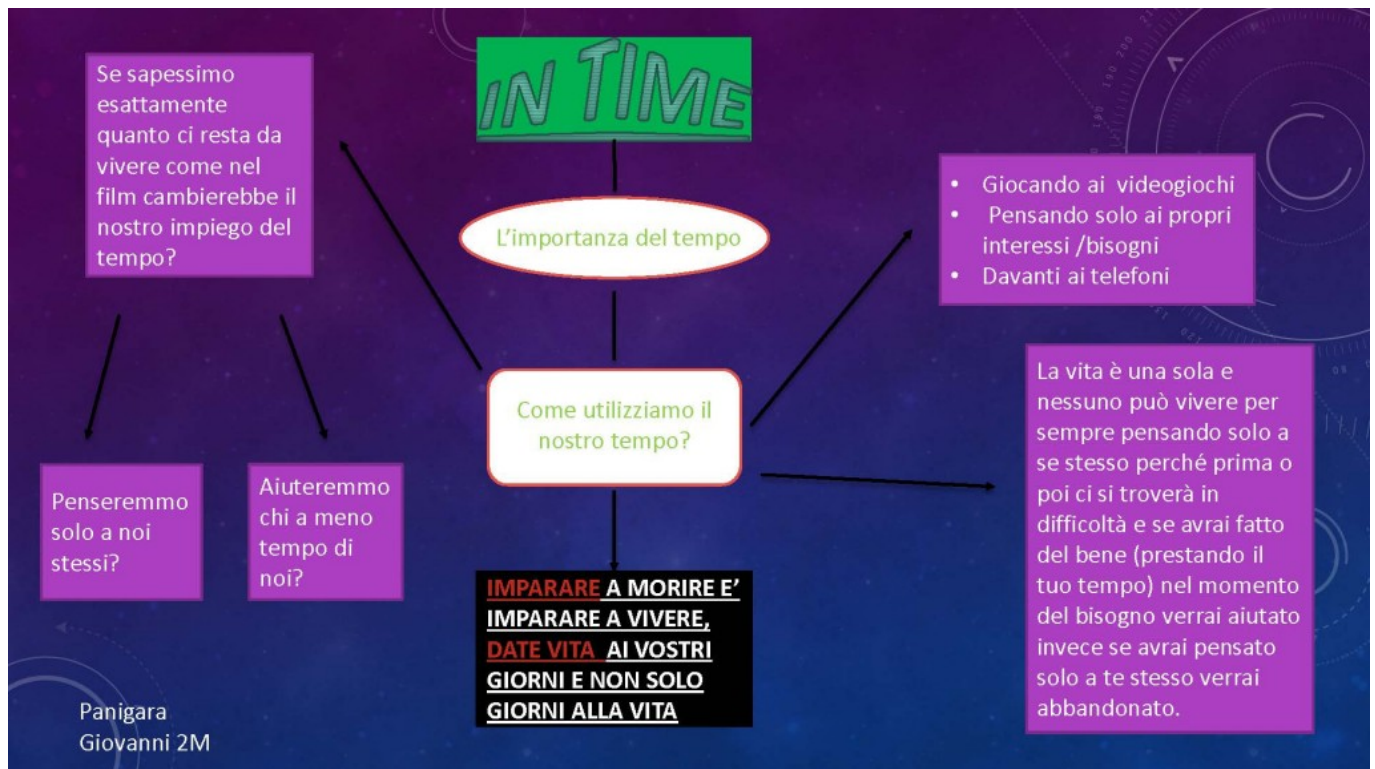 IN TIME
L'importanza del tempo
Come utilizziamo il
nostro tempo?
Se sapessimo
esattamente
quanto ci resta da
vivere come nel
film cambierebbe il
nostro impiego del
tempo?
Penseremmo
solo a noi
stessi?
Aiuteremmo
chi a meno
tempo di
noi?
• Giocando ai videogiochi
• Pensando solo ai propri
interessi /bisogni
• Davanti ai telefoni
La vita è una sola e
nessuno può vivere per
sempre pensando solo a
se stesso perché prima o
poi ci si troverà in
difficoltà e se avrai fatto
del bene (prestando il
tuo tempo) nel momento
del bisogno verrai aiutato
invece se avrai pensato
solo a te stesso verrai
abbandonato.
IMPARARE A MORIRE E'
IMPARARE A VIVERE,
DATE VITA AI VOSTRI
GIORNI E NON SOLO
GIORNI ALLA VITA
Panigara
Giovanni 2M